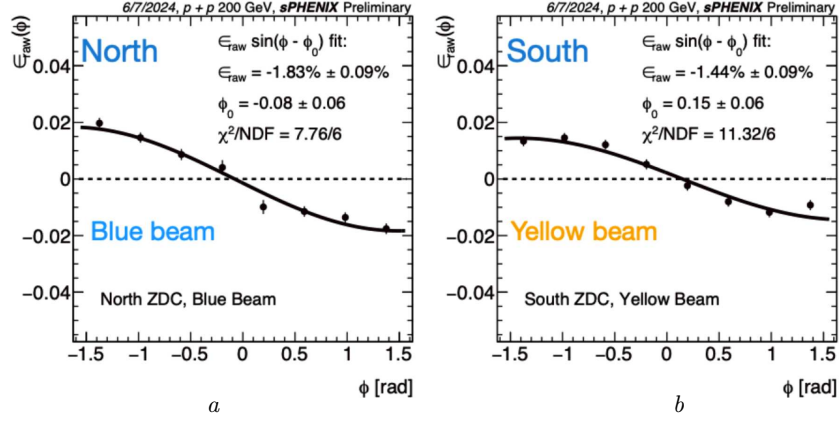 6/7/2024, p + p 200 GeV, sPHENIX Preliminary
ϵraw(ϕ)
North
ϵraw sin(ϕ - ϕ0) fit:
ϵraw = -1.83% ± 0.09%
ϕ0 = -0.08 ± 0.06
χ²/NDF = 7.76/6
0.04
0.02
0
−0.02
−0.04
Blue beam
North ZDC, Blue Beam
−1.5 −1 −0.5 0 0.5 1 1.5
ϕ [rad]
a
6/7/2024, p + p 200 GeV, sPHENIX Preliminary
ϵraw(ϕ)
South
ϵraw sin(ϕ - ϕ0) fit:
ϵraw = -1.44% ± 0.09%
ϕ0 = 0.15 ± 0.06
χ²/NDF = 11.32/6
0.04
0.02
0
−0.02
−0.04
Yellow beam
South ZDC, Yellow Beam
−1.5 −1 −0.5 0 0.5 1 1.5
ϕ [rad]
b